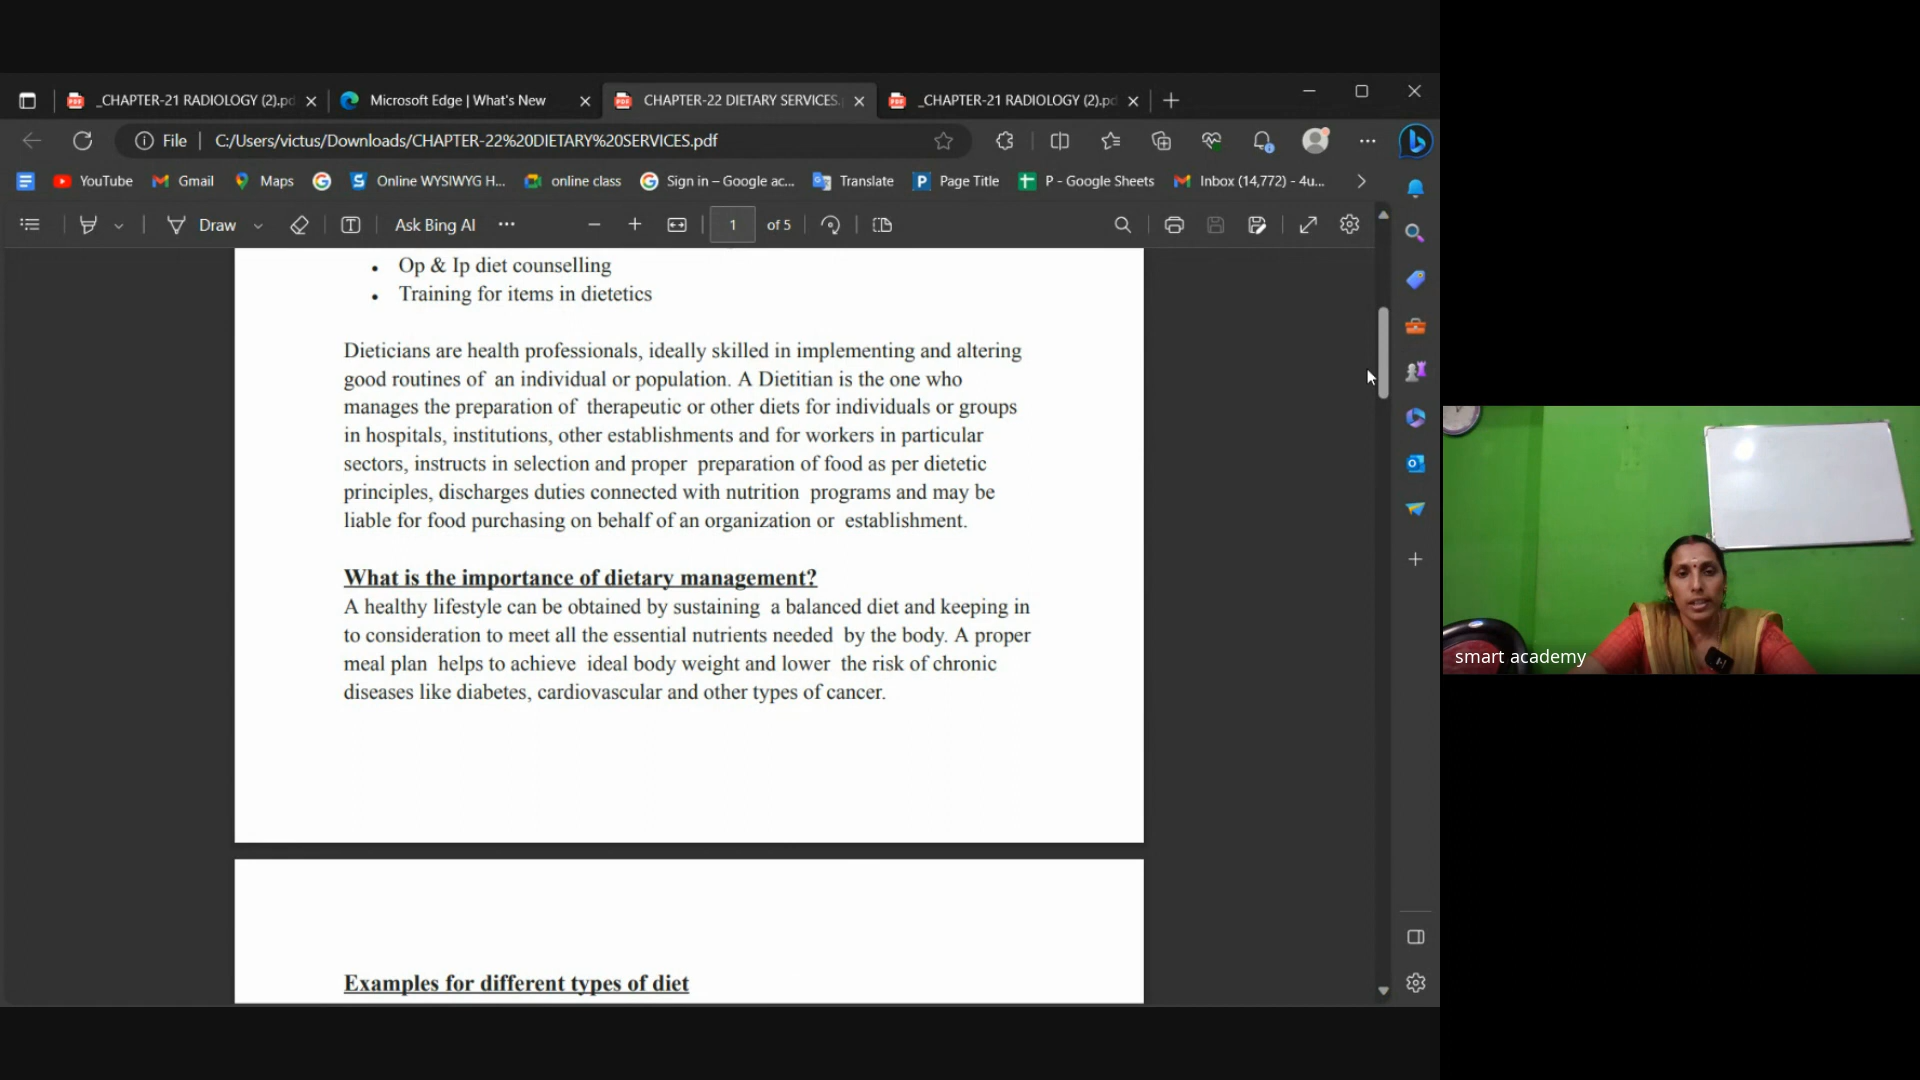 _CHAPTER-21 RADIOLOGY (2).pd
Microsoft Edge | What's New
CHAPTER-22 DIETARY SERVICES.
_CHAPTER-21 RADIOLOGY (2).pd
File
C:/Users/victus/Downloads/CHAPTER-22%20DIETARY%20SERVICES.pdf
YouTube
Gmail
Maps
Online WYSIWYG H...
online class
Sign in – Google ac...
Translate
Page Title
P - Google Sheets
Inbox (14,772) - 4u...
Draw
Ask Bing AI
1 of 5
• Op & Ip diet counselling
• Training for items in dietetics
Dieticians are health professionals, ideally skilled in implementing and altering
good routines of an individual or population. A Dietitian is the one who
manages the preparation of therapeutic or other diets for individuals or groups
in hospitals, institutions, other establishments and for workers in particular
sectors, instructs in selection and proper preparation of food as per dietetic
principles, discharges duties connected with nutrition programs and may be
liable for food purchasing on behalf of an organization or establishment.
What is the importance of dietary management?
A healthy lifestyle can be obtained by sustaining a balanced diet and keeping in
to consideration to meet all the essential nutrients needed by the body. A proper
meal plan helps to achieve ideal body weight and lower the risk of chronic
diseases like diabetes, cardiovascular and other types of cancer.
Examples for different types of diet
smart academy